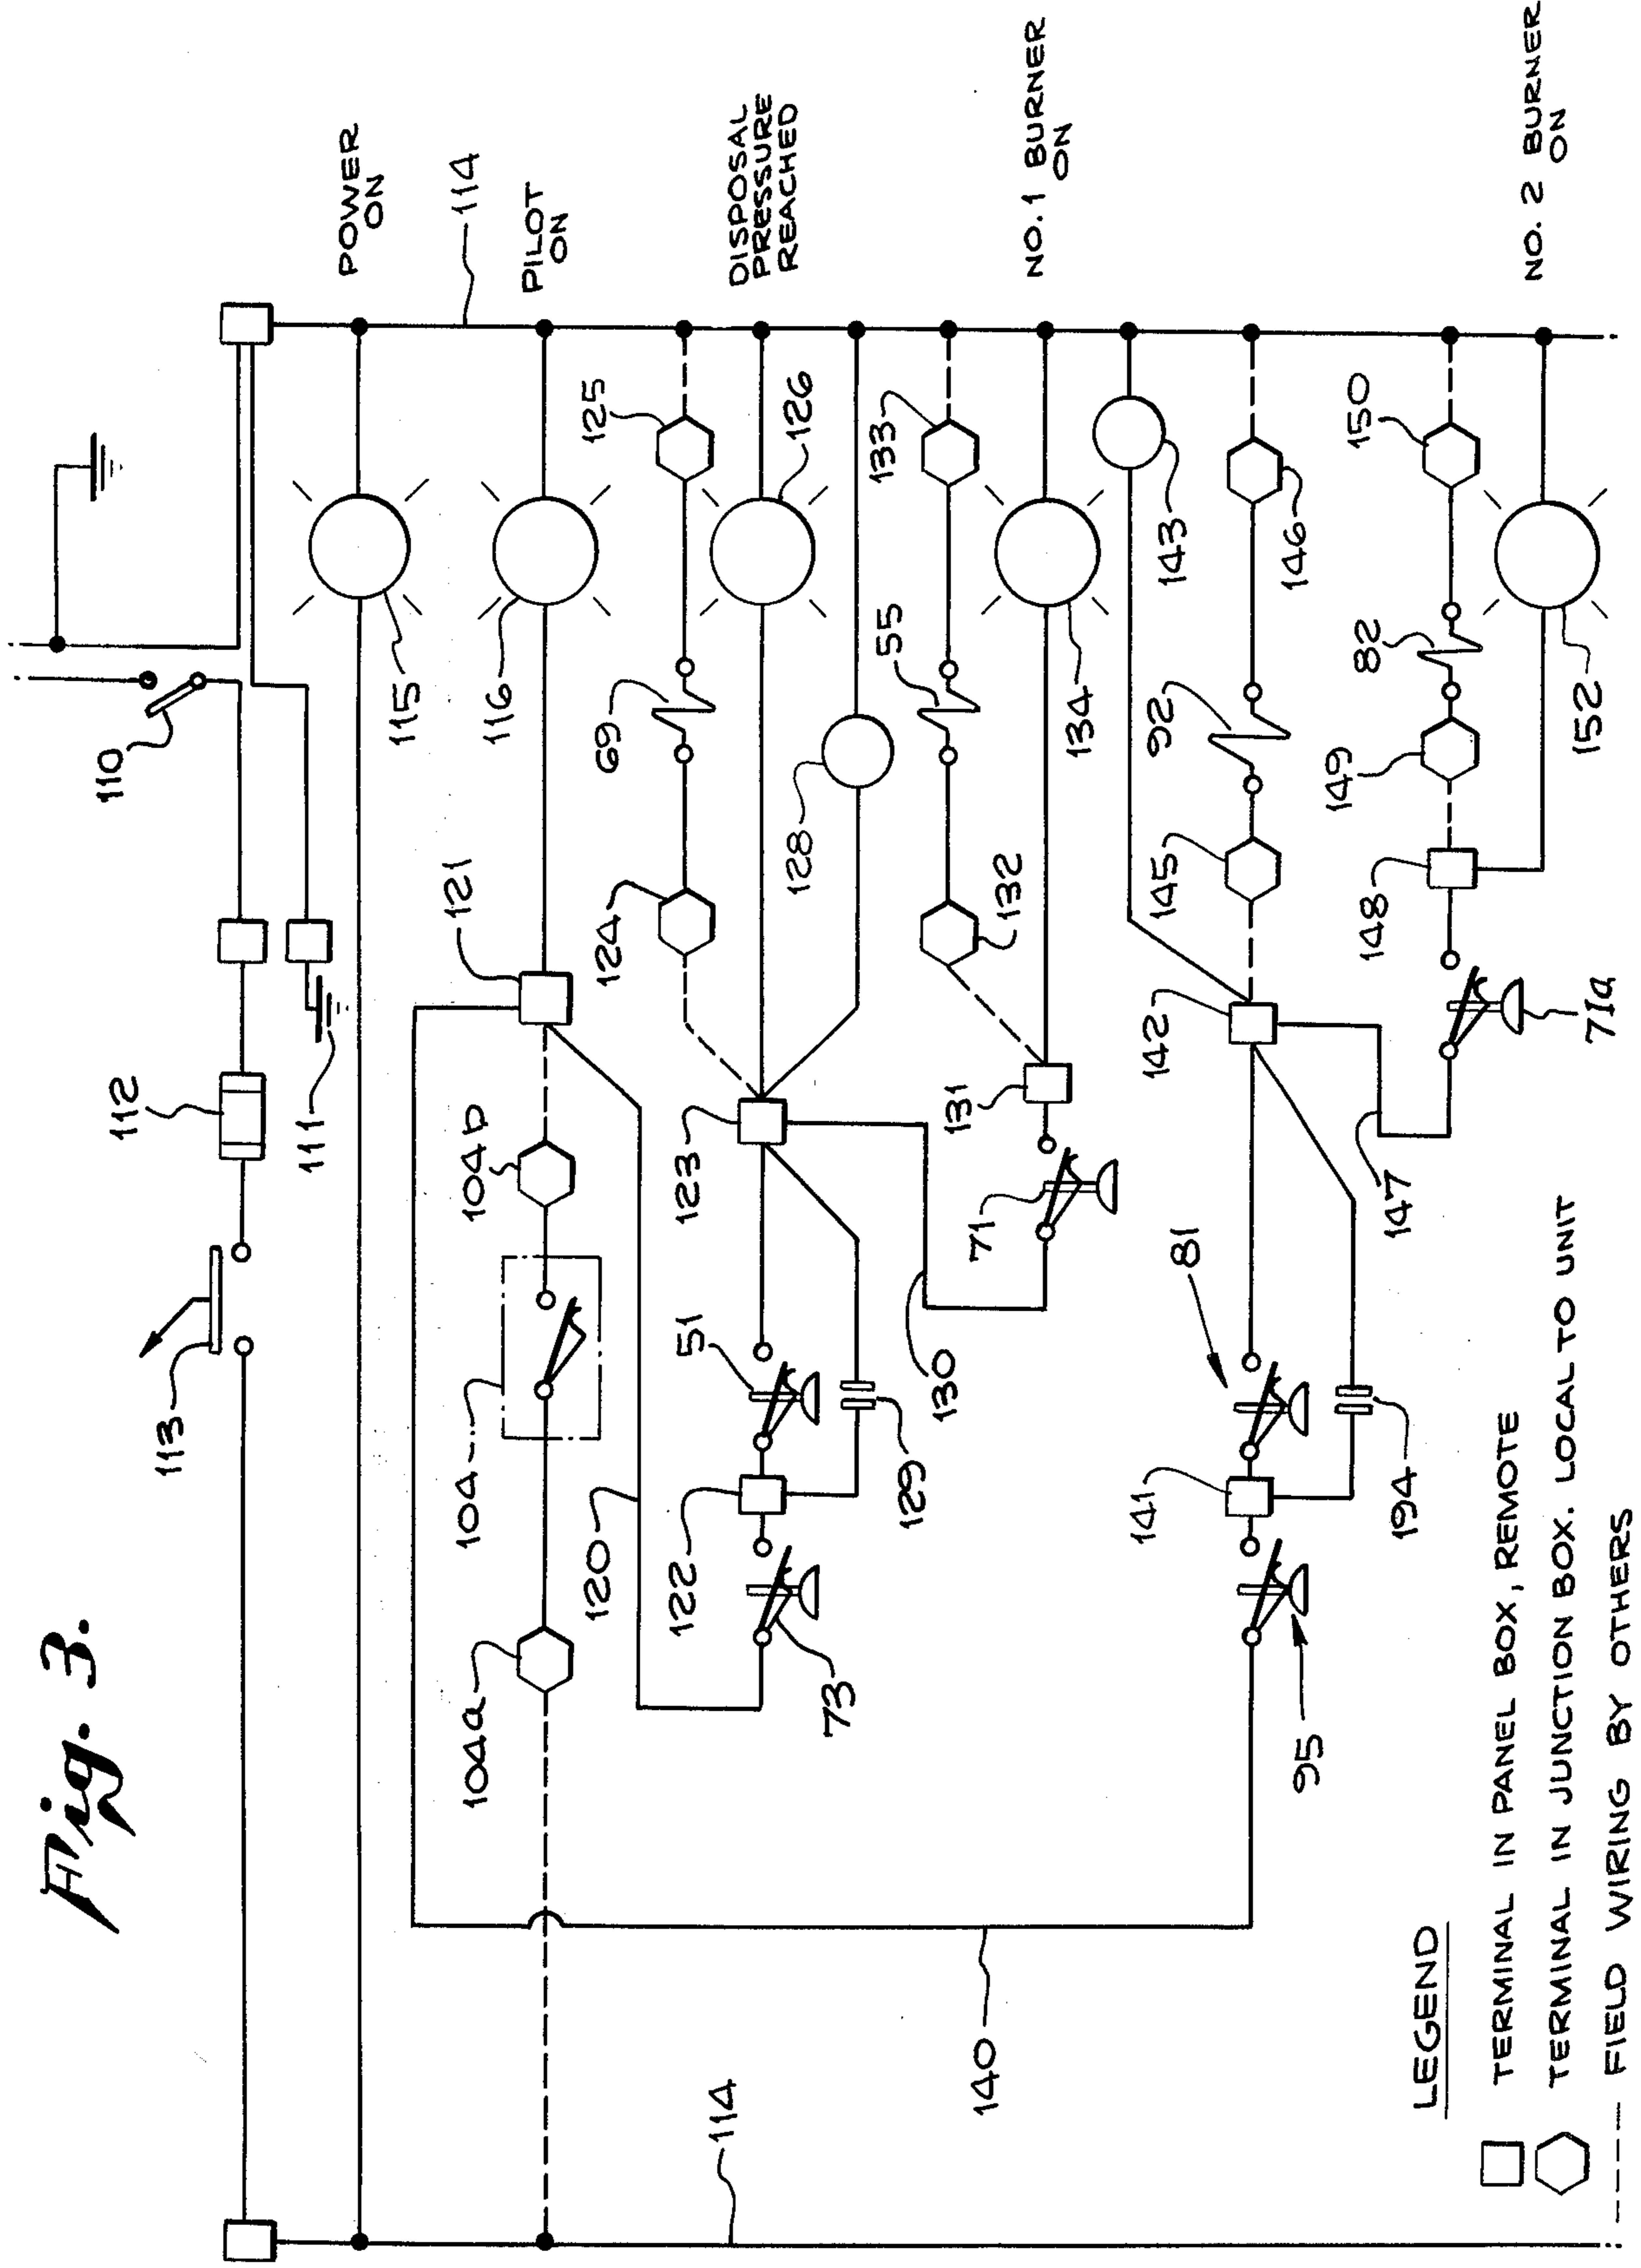 Fig. 3.
110
112
113
111
POWER
ON
115
114
PILOT
ON
116
121
104D
104
104a
120
125
69
124
DISPOSAL
PRESSURE
REACHED
126
128
123
51
122
73
129
130
133
55
132
NO. 1 BURNER
ON
134
131
71
143
146
92
145
142
81
141
95
194
147
140
114
150
82
149
148
71a
NO. 2 BURNER
ON
152
LEGEND
TERMINAL IN PANEL BOX, REMOTE
TERMINAL IN JUNCTION BOX. LOCAL TO UNIT
FIELD WIRING BY OTHERS